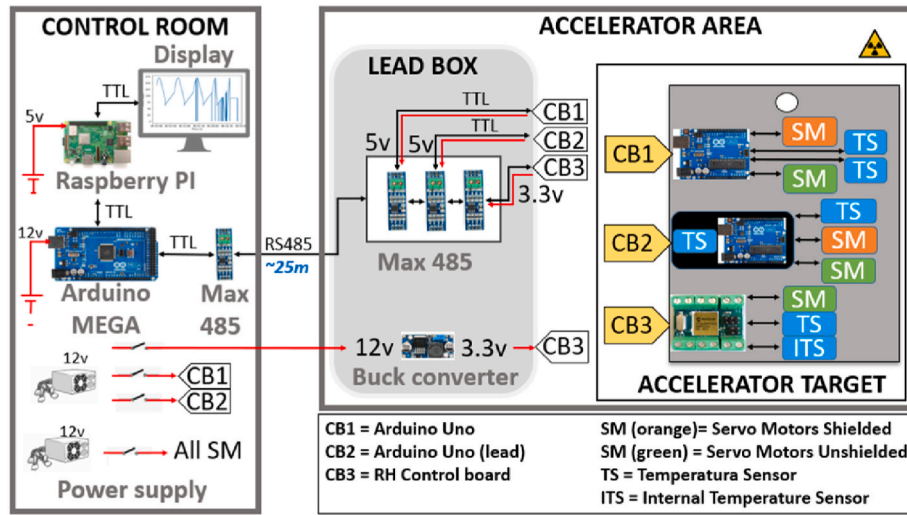 CONTROL ROOM
Display
TTL
5v
Raspberry PI
TTL
12v
TTL
Arduino
MEGA
Max
485
RS485
~25m
12v
CB1
CB2
12v
All SM
Power supply
ACCELERATOR AREA
LEAD BOX
TTL
CB1
TTL
CB2
5v
5v
CB3
3.3v
Max 485
12v
3.3v
CB3
Buck converter
CB1
SM
TS
TS
SM
CB2
TS
TS
SM
SM
CB3
SM
TS
ITS
ACCELERATOR TARGET
CB1 = Arduino Uno
CB2 = Arduino Uno (lead)
CB3 = RH Control board
SM (orange)= Servo Motors Shielded
SM (green) = Servo Motors Unshielded
TS = Temperatura Sensor
ITS = Internal Temperature Sensor